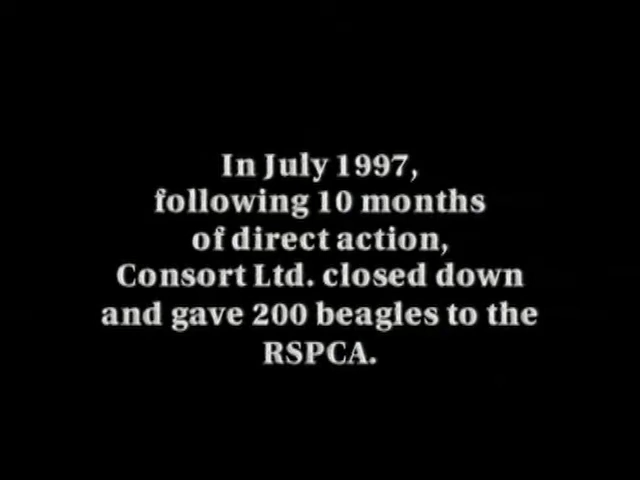 In July 1997,
following 10 months
of direct action,
Consort Ltd. closed down
and gave 200 beagles to the
RSPCA.